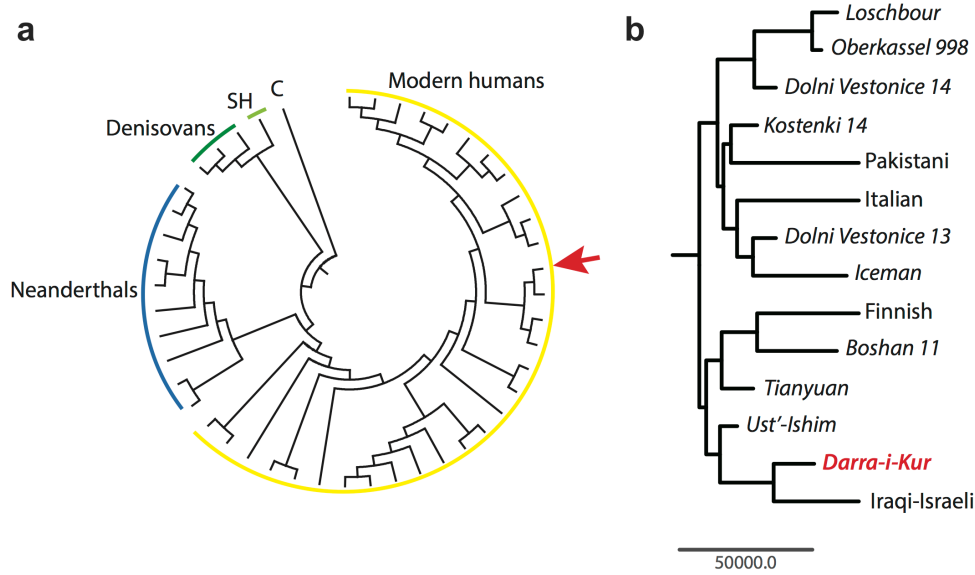 a
Modern humans
C
SH
Denisovans
Neanderthals
b
Loschbour
Oberkassel 998
Dolni Vestonice 14
Kostenki 14
Pakistani
Italian
Dolni Vestonice 13
Iceman
Finnish
Boshan 11
Tianyuan
Ust'-Ishim
Darra-i-Kur
Iraqi-Israeli
50000.0